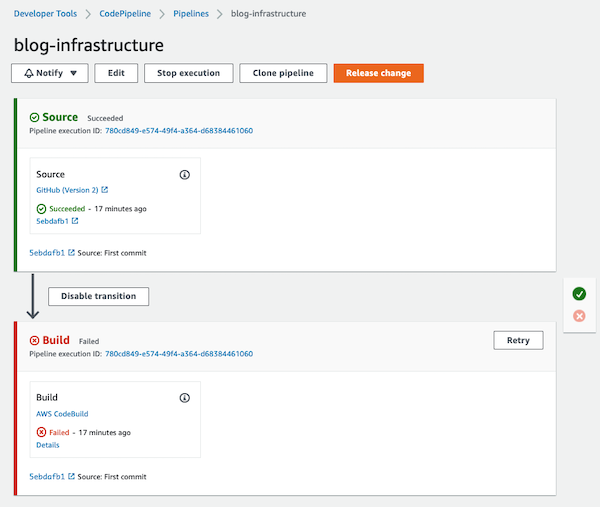 Developer Tools > CodePipeline > Pipelines > blog-infrastructure
blog-infrastructure
Notify ▼ Edit Stop execution Clone pipeline Release change
Source Succeeded
Pipeline execution ID: 780cd849-e574-49f4-a364-d68384461060
Source
GitHub (Version 2)
Succeeded - 17 minutes ago
5ebdafb1
5ebdafb1 Source: First commit
Disable transition
Build Failed
Retry
Pipeline execution ID: 780cd849-e574-49f4-a364-d68384461060
Build
AWS CodeBuild
Failed - 17 minutes ago
Details
5ebdafb1 Source: First commit